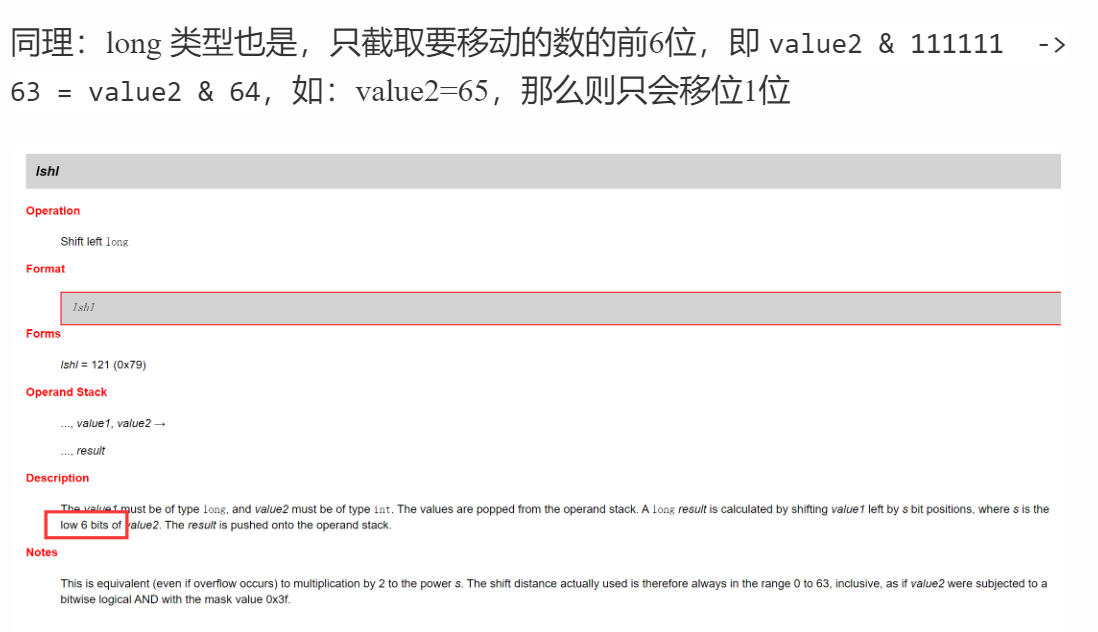 同理：long 类型也是，只截取要移动的数的前6位，即 value2 & 111111 ->
63 = value2 & 64，如：value2=65，那么则只会移位1位
lshl
Operation
Shift left long
Format
lshl
Forms
lshl = 121 (0x79)
Operand Stack
..., value1, value2 →
..., result
Description
The value1 must be of type long, and value2 must be of type int. The values are popped from the operand stack. A long result is calculated by shifting value1 left by s bit positions, where s is the
low 6 bits of value2. The result is pushed onto the operand stack.
Notes
This is equivalent (even if overflow occurs) to multiplication by 2 to the power s. The shift distance actually used is therefore always in the range 0 to 63, inclusive, as if value2 were subjected to a
bitwise logical AND with the mask value 0x3f.